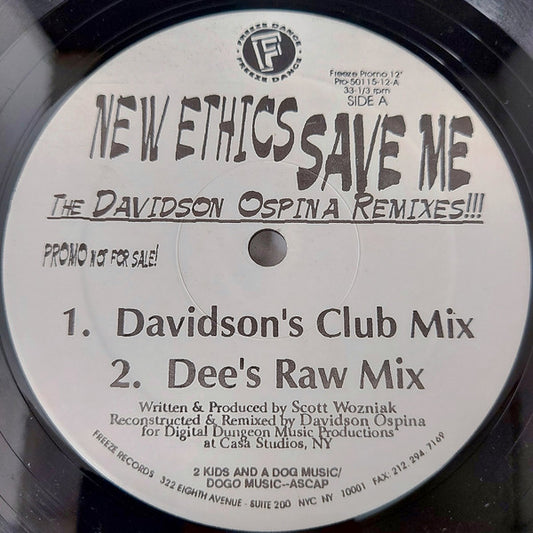 FREEZE DANCE
F
FREEZE DANCE
Freeze Promo 12"
Pro-50115-12-A
33-1/3 rpm
SIDE A
NEW ETHICS SAVE ME
THE DAVIDSON OSPINA REMIXES!!!
PROMO NOT FOR SALE!
1. Davidson's Club Mix
2. Dee's Raw Mix
Written & Produced by Scott Wozniak
Reconstructed & Remixed by Davidson Ospina
for Digital Dungeon Music Productions
at Casa Studios, NY
2 KIDS AND A DOG MUSIC/
DOGO MUSIC--ASCAP
FREEZE RECORDS 322 EIGHTH AVENUE - SUITE 200 NYC NY 10001 FAX: 212. 294. 7169